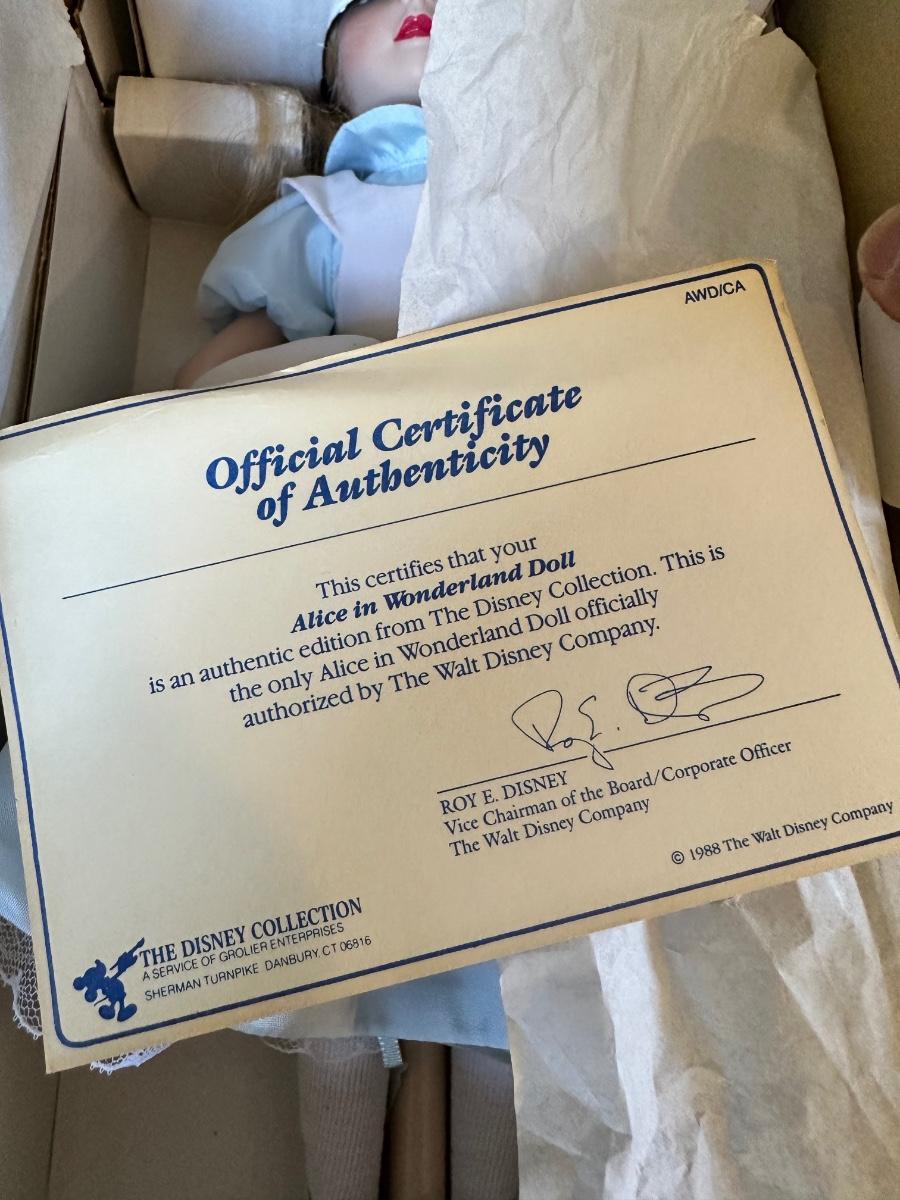 AWD/CA
Official Certificate
of Authenticity
This certifies that your
Alice in Wonderland Doll
is an authentic edition from The Disney Collection. This is
the only Alice in Wonderland Doll officially
authorized by The Walt Disney Company.
Roy E. Disney
ROY E. DISNEY
Vice Chairman of the Board/Corporate Officer
The Walt Disney Company
© 1988 The Walt Disney Company
THE DISNEY COLLECTION
A SERVICE OF GROLIER ENTERPRISES
SHERMAN TURNPIKE DANBURY, CT 06816